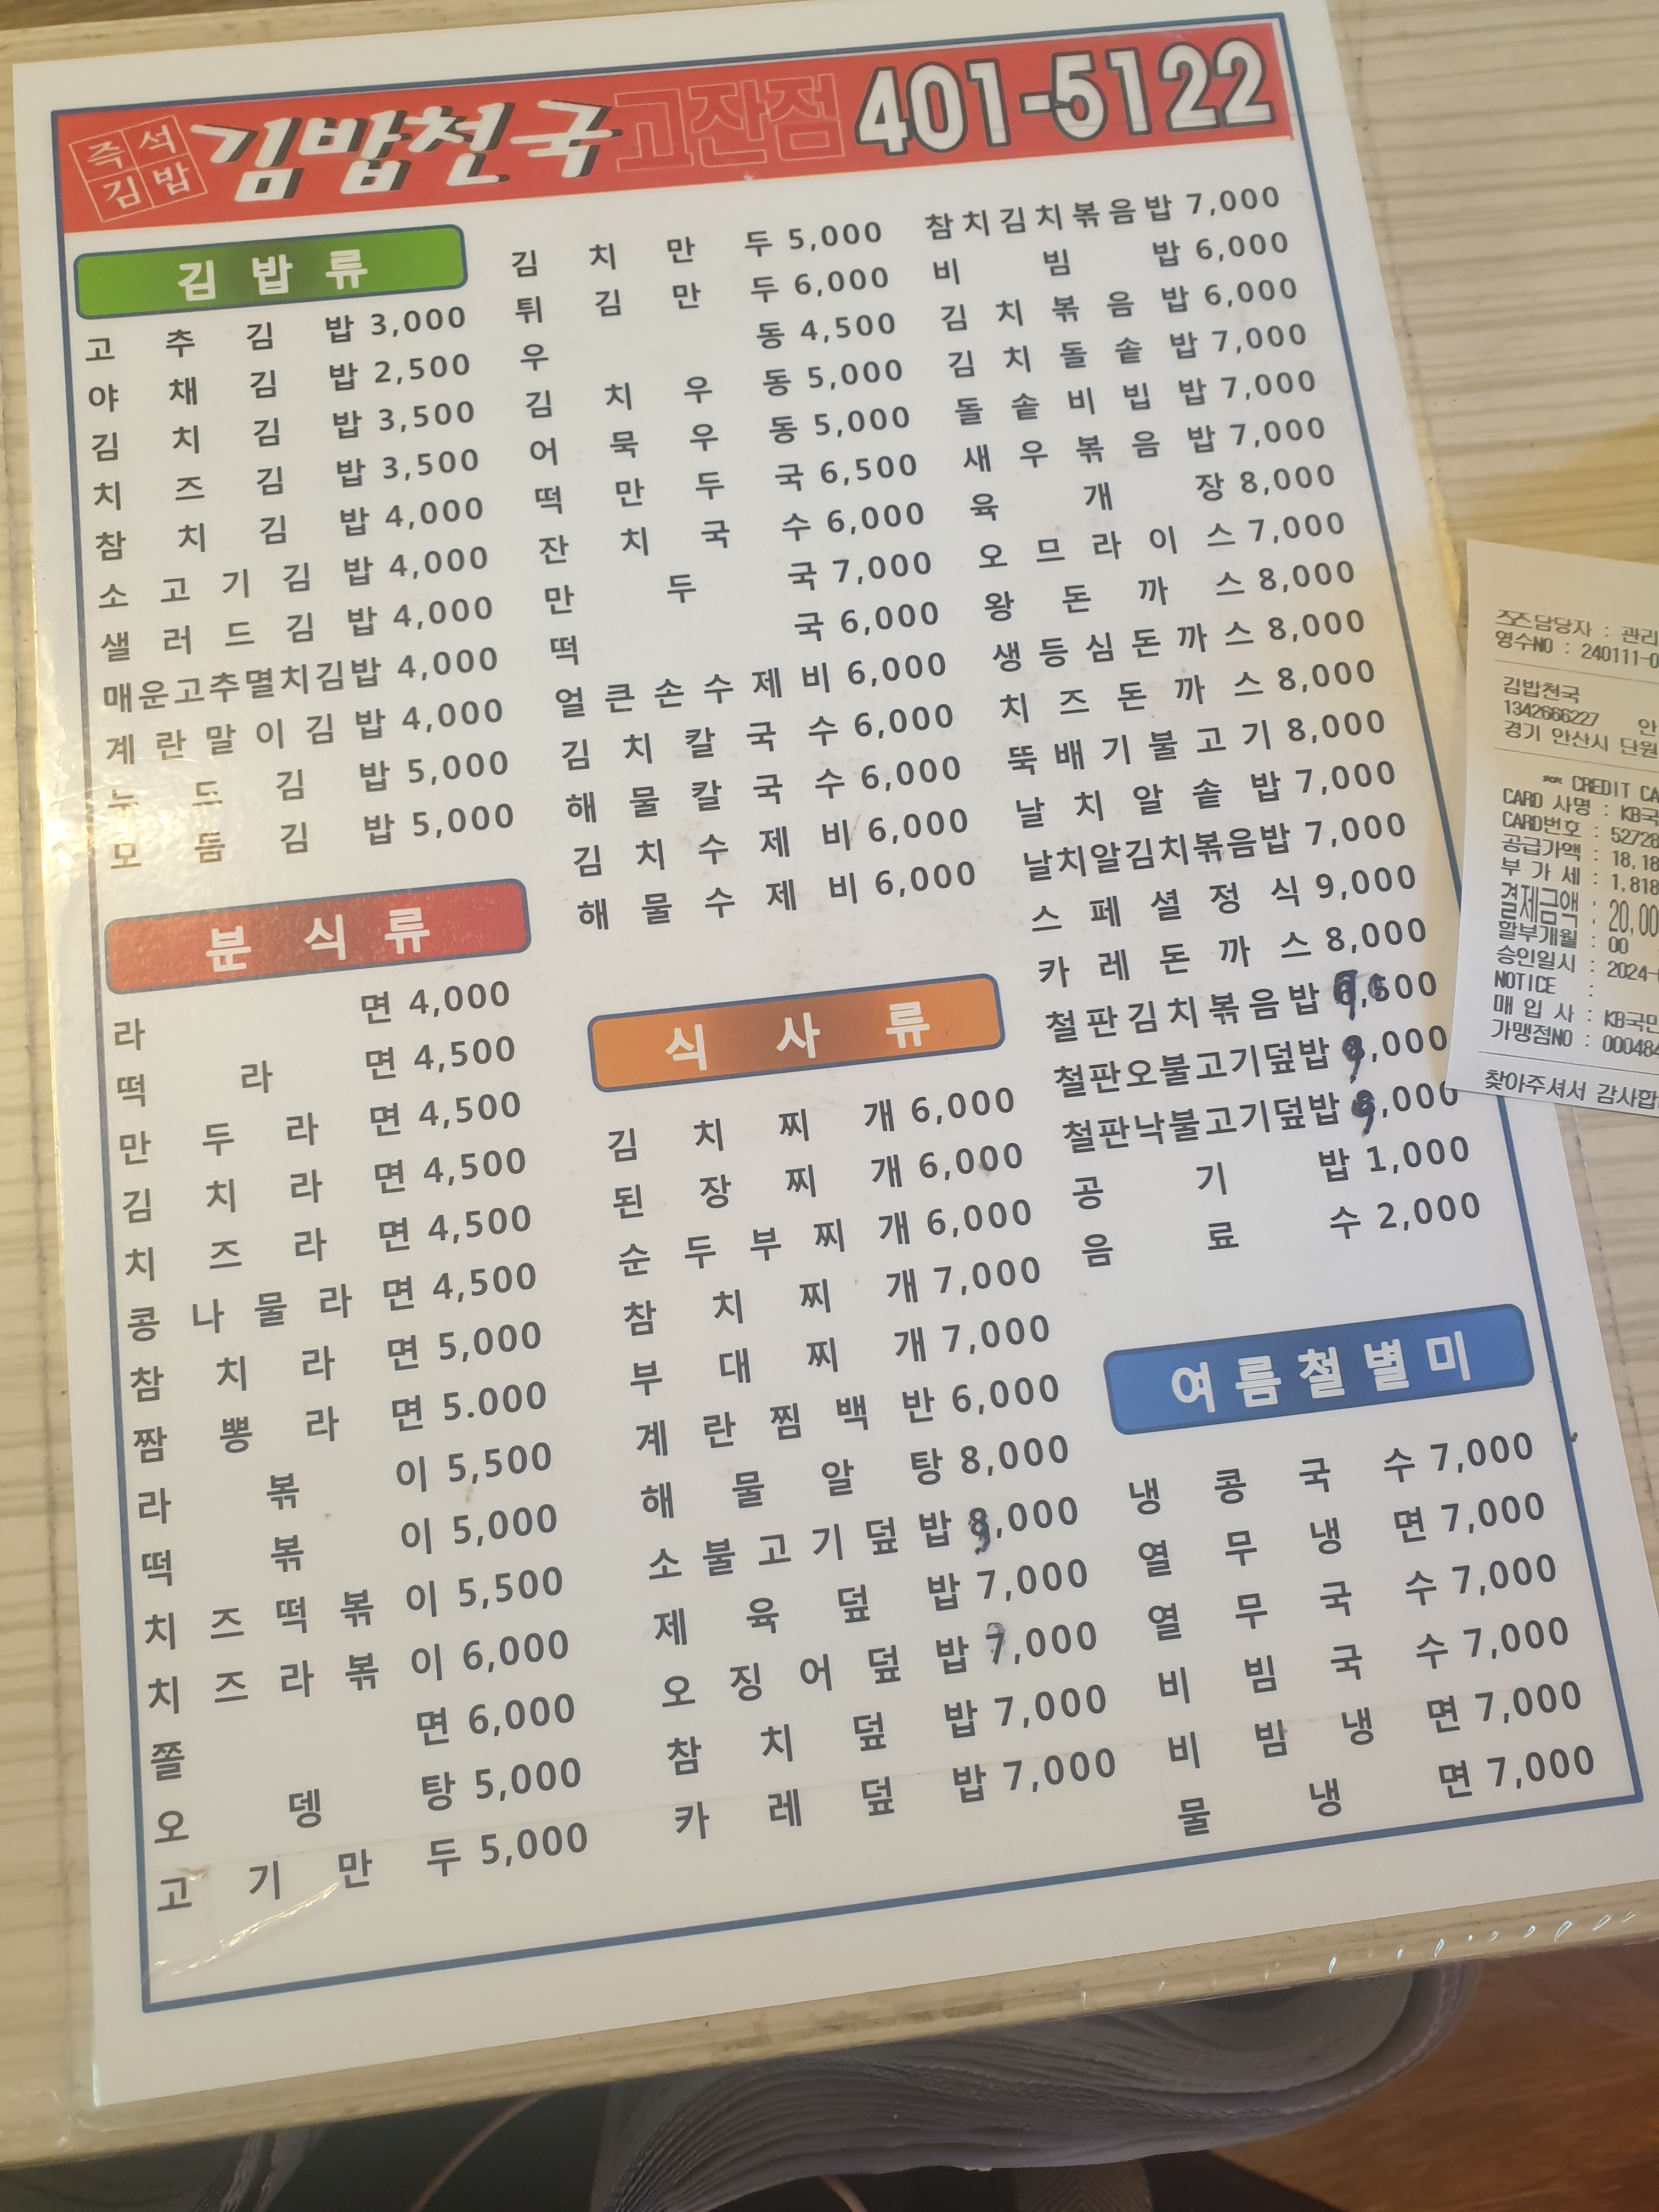 즉석김밥 김밥천국 고잔점 401-5122
김밥류
고추김밥 3,000
야채김밥 2,500
김치김밥 3,500
치즈김밥 3,500
참치김밥 4,000
소고기김밥 4,000
샐러드김밥 4,000
매운고추멸치김밥 4,000
계란말이김밥 4,000
누드김밥 5,000
모듬김밥 5,000
분식류
라면 4,000
떡라면 4,500
만두라면 4,500
김치라면 4,500
치즈라면 4,500
콩나물라면 4,500
참치라면 5,000
짬뽕라면 5.000
라볶이 5,500
떡볶이 5,000
치즈떡볶이 5,500
치즈라볶이 6,000
쫄면 6,000
오뎅탕 5,000
고기만두 5,000
김치만두 5,000
튀김만두 6,000
우동 4,500
김치우동 5,000
어묵우동 5,000
떡만두국 6,500
잔치국수 6,000
만두국 7,000
떡국 6,000
얼큰손수제비 6,000
김치칼국수 6,000
해물칼국수 6,000
김치수제비 6,000
해물수제비 6,000
식사류
김치찌개 6,000
된장찌개 6,000
순두부찌개 6,000
참치찌개 7,000
부대찌개 7,000
계란찜백반 6,000
해물알탕 8,000
소불고기덮밥 9,000
제육덮밥 7,000
오징어덮밥 7,000
참치덮밥 7,000
카레덮밥 7,000
참치김치볶음밥 7,000
비빔밥 6,000
김치볶음밥 6,000
김치돌솥밥 7,000
돌솥비빕밥 7,000
새우볶음밥 7,000
육개장 8,000
오므라이스 7,000
왕돈까스 8,000
생등심돈까스 8,000
치즈돈까스 8,000
뚝배기불고기 8,000
날치알솥밥 7,000
날치알김치볶음밥 7,000
스페셜정식 9,000
카레돈까스 8,000
철판김치볶음밥
철판오불고기덮밥 9,000
철판낙불고기덮밥 9,000
공기밥 1,000
음료수 2,000
여름철별미
냉콩국수 7,000
열무냉면 7,000
열무국수 7,000
비빔국수 7,000
비빔냉면 7,000
물냉면 7,000
담당자 : 관리
영수NO : 240111-0
김밥천국
1342666227 안
경기 안산시 단원
** CREDIT CA
CARD 사명 : KB국
CARD번호 : 52728
공급가액 : 18,18
부 가 세 : 1,818
결제금액 : 20,00
할부개월 : 00
승인일시 : 2024-
NOTICE :
매 입 사 : KB국민
가맹점NO : 000484
찾아주셔서 감사합